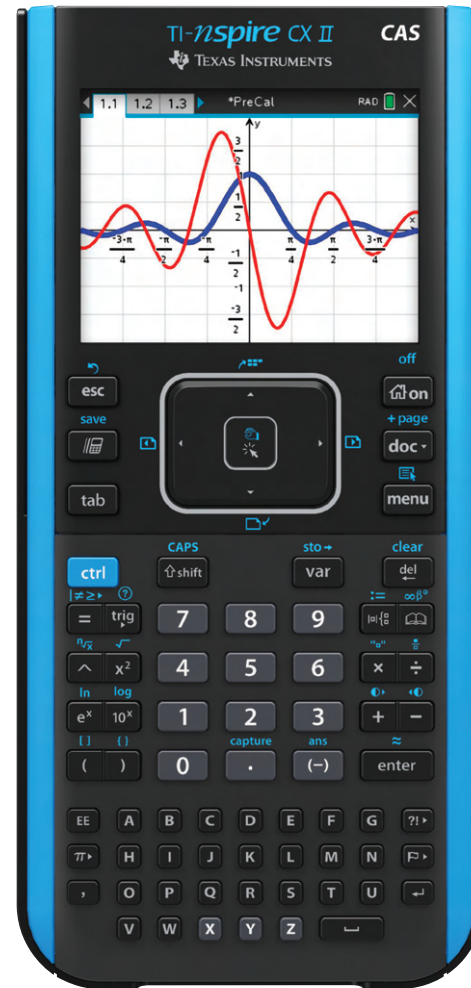 TI-nspire CX II CAS
TEXAS INSTRUMENTS
1.1 1.2 1.3 *PreCal RAD
y
3
2
1
1
2
x
-3·π
4
-π
2
-π
4
π
4
π
2
3·π
4
-1
2
-1
-3
2
off
esc on
save + page
doc
tab menu
CAPS sto→ clear
ctrl shift var del
|≠≥▸ ? := ∞β°
= trig 7 8 9 |□|{
ⁿ√x √ "□"
^ x² 4 5 6 × ÷
ln log
eˣ 10ˣ 1 2 3 + −
[ ] { } capture ans ≈
( ) 0 . (−) enter
EE A B C D E F G ?!▸
π▸ H I J K L M N
, O P Q R S T U ↵
V W X Y Z